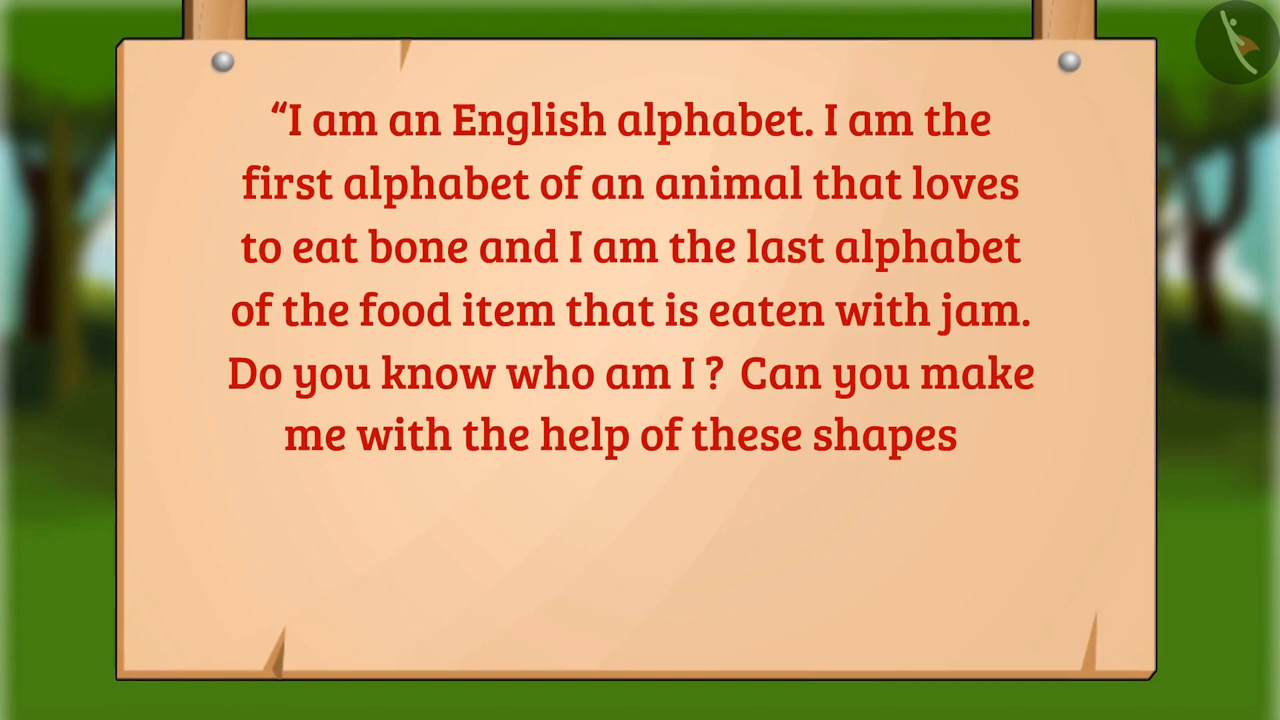 “I am an English alphabet. I am the
first alphabet of an animal that loves
to eat bone and I am the last alphabet
of the food item that is eaten with jam.
Do you know who am I ? Can you make
me with the help of these shapes